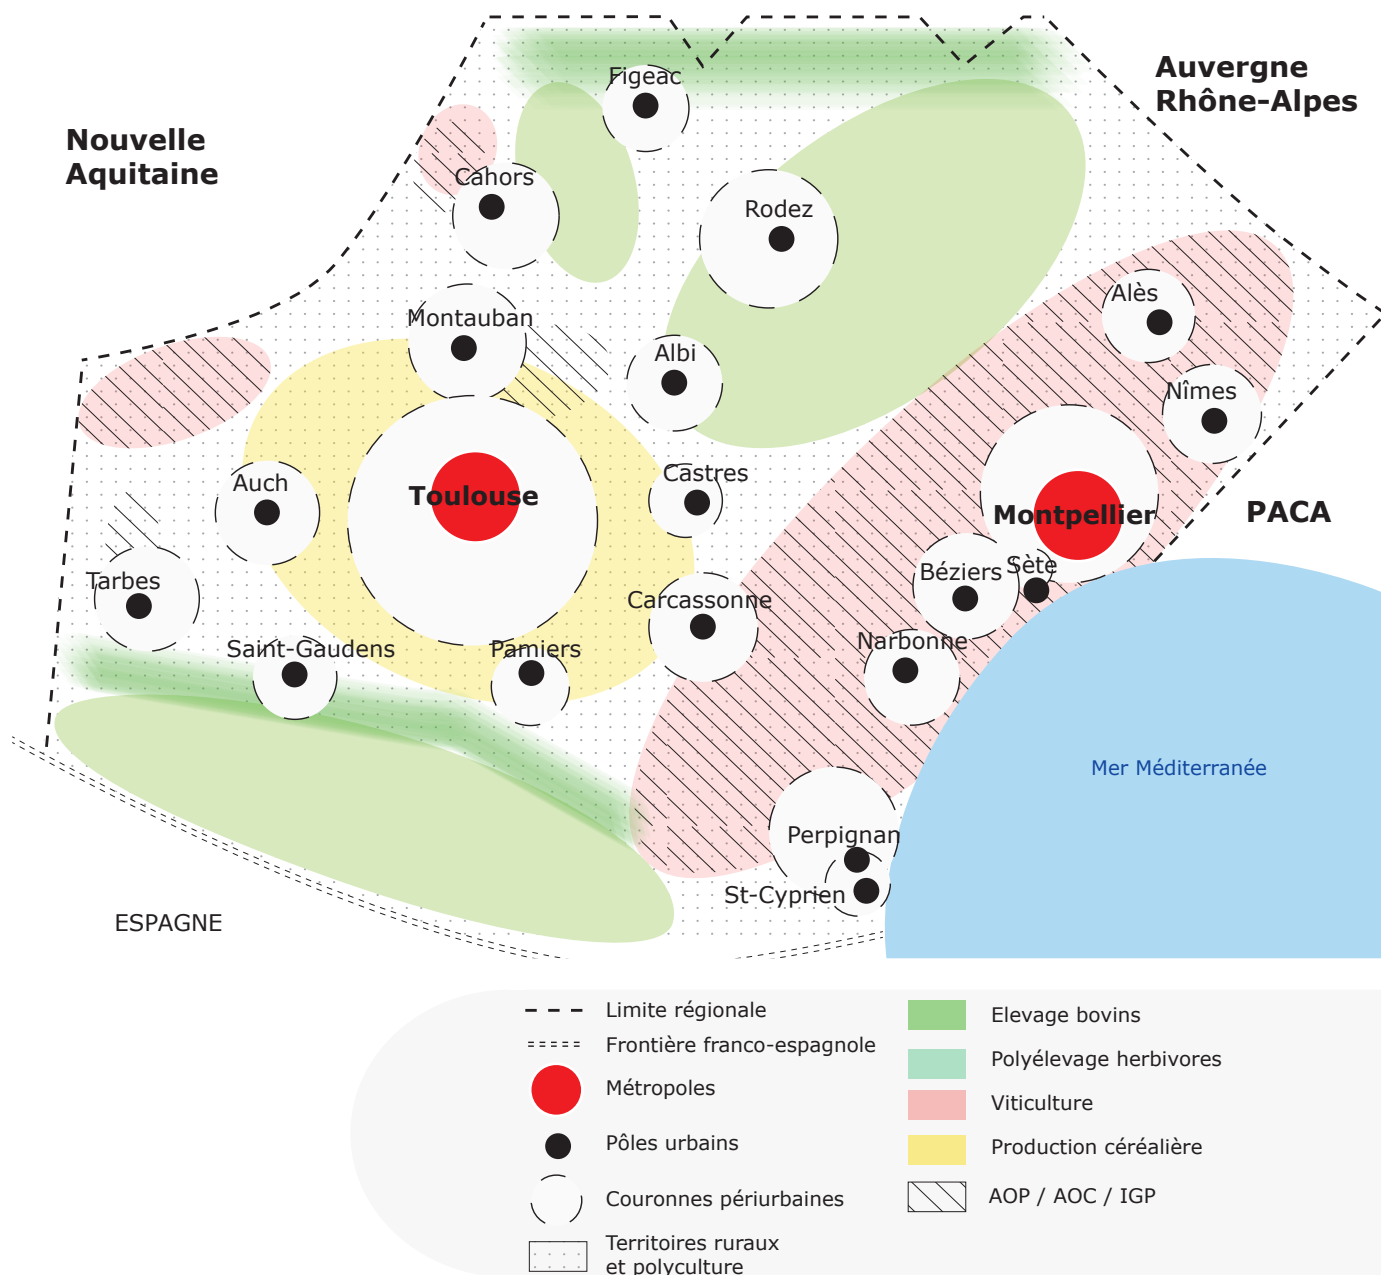 Auvergne
Rhône-Alpes
Figeac
Nouvelle
Aquitaine
Cahors
Rodez
Alès
Montauban
Albi
Nîmes
Castres
Auch
Toulouse
Montpellier
PACA
Sète
Béziers
Tarbes
Carcassonne
Narbonne
Saint-Gaudens
Pamiers
Mer Méditerranée
Perpignan
St-Cyprien
ESPAGNE
Limite régionale
Frontière franco-espagnole
Métropoles
Pôles urbains
Couronnes périurbaines
Territoires ruraux
et polyculture
Elevage bovins
Polyélevage herbivores
Viticulture
Production céréalière
AOP / AOC / IGP